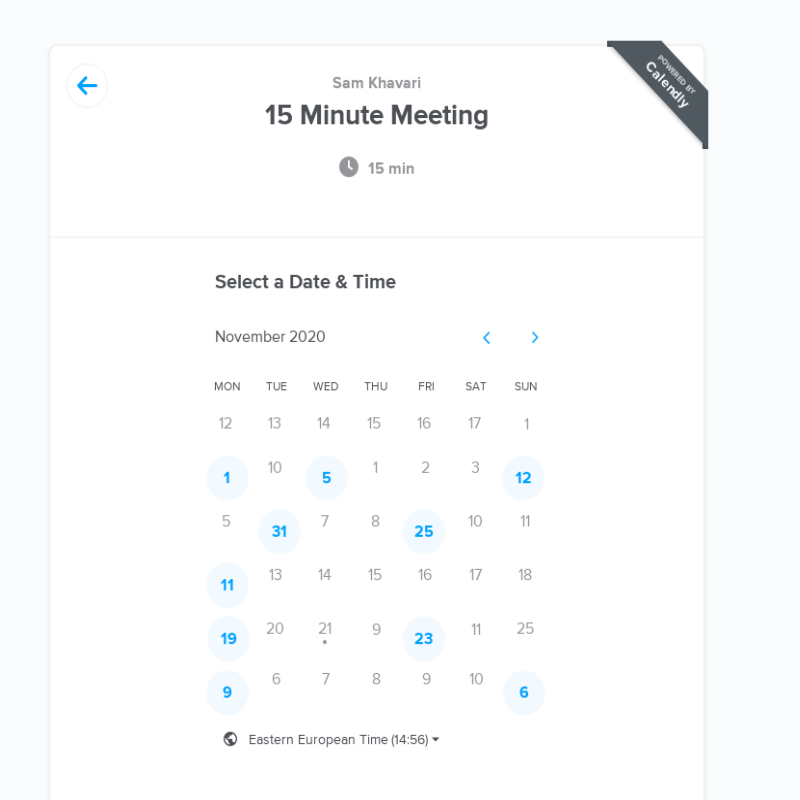 POWERED BY
Calendly
Sam Khavari
15 Minute Meeting
15 min
Select a Date & Time
November 2020
MON TUE WED THU FRI SAT SUN
12 13 14 15 16 17 1
1 10 5 1 2 3 12
5 31 7 8 25 10 11
11 13 14 15 16 17 18
19 20 21 9 23 11 25
9 6 7 8 9 10 6
Eastern European Time (14:56)